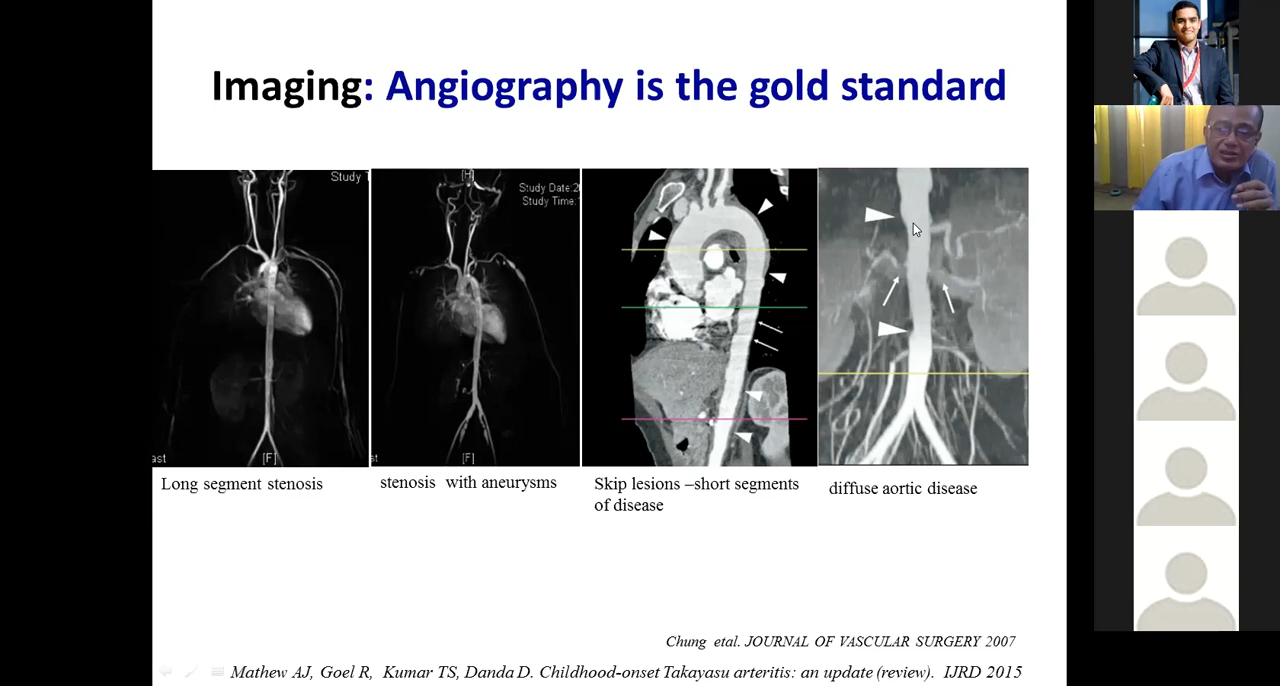 Imaging: Angiography is the gold standard
Study T
[H]
Study Date:2
Study Time:
ast
[F]
st
[F]
Long segment stenosis
stenosis with aneurysms
Skip lesions –short segments
of disease
diffuse aortic disease
Chung etal. JOURNAL OF VASCULAR SURGERY 2007
Mathew AJ, Goel R, Kumar TS, Danda D. Childhood-onset Takayasu arteritis: an update (review). IJRD 2015